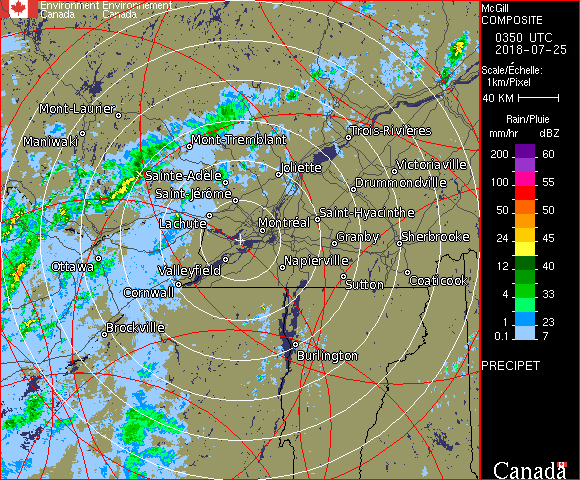 Environment Environnement
Canada Canada
McGill
COMPOSITE
0350 UTC
2018-07-25
Scale/Échelle:
1km/Pixel
40 KM
Rain/Pluie
mm/hr dBZ
200 60
100 55
50 50
24 45
12 40
4 33
1 23
0.1 7
PRECIPET
Canada
Mont-Laurier
Maniwaki
Mont-Tremblant
Trois-Rivières
Sainte-Adèle
Joliette
Victoriaville
Saint-Jérôme
Drummondville
Lachute
Saint-Hyacinthe
Montréal
Granby
Sherbrooke
Ottawa
Valleyfield
Napierville
Cornwall
Sutton
Coaticook
Brockville
Burlington